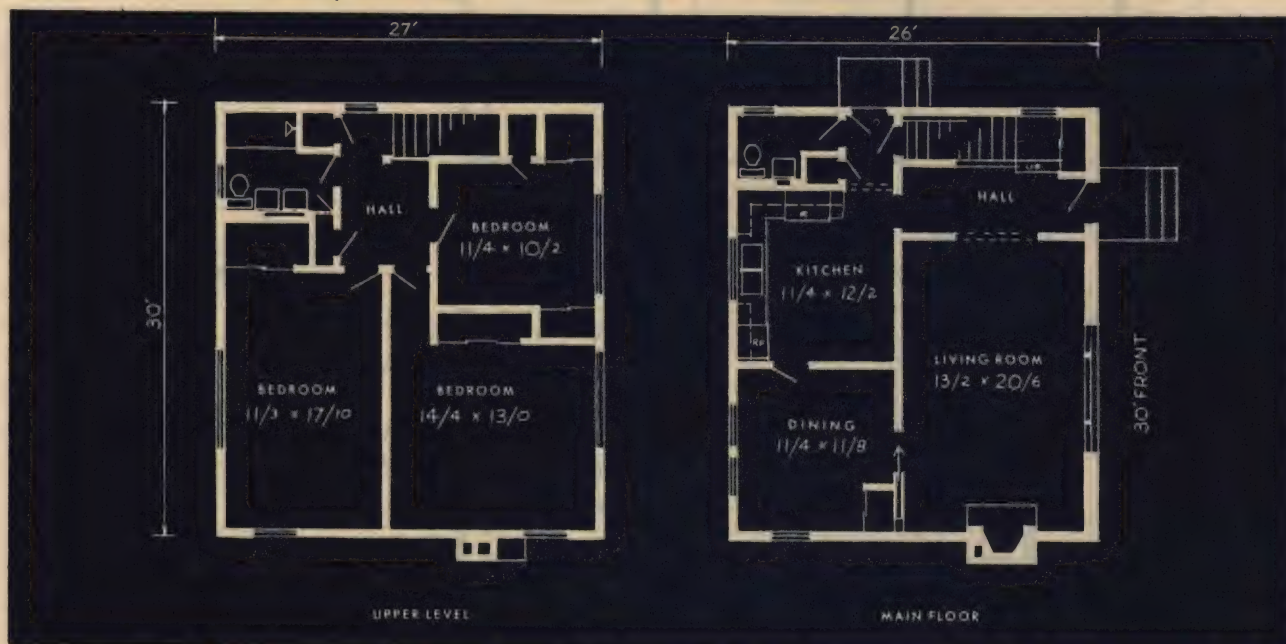 27'
26'
30'
HALL
BEDROOM
11/4 x 10/2
BEDROOM
11/3 x 17/10
BEDROOM
14/4 x 13/0
UPPER LEVEL
UP
HALL
KITCHEN
11/4 x 12/2
LIVING ROOM
13/2 x 20/6
DINING
11/4 x 11/8
30' FRONT
MAIN FLOOR